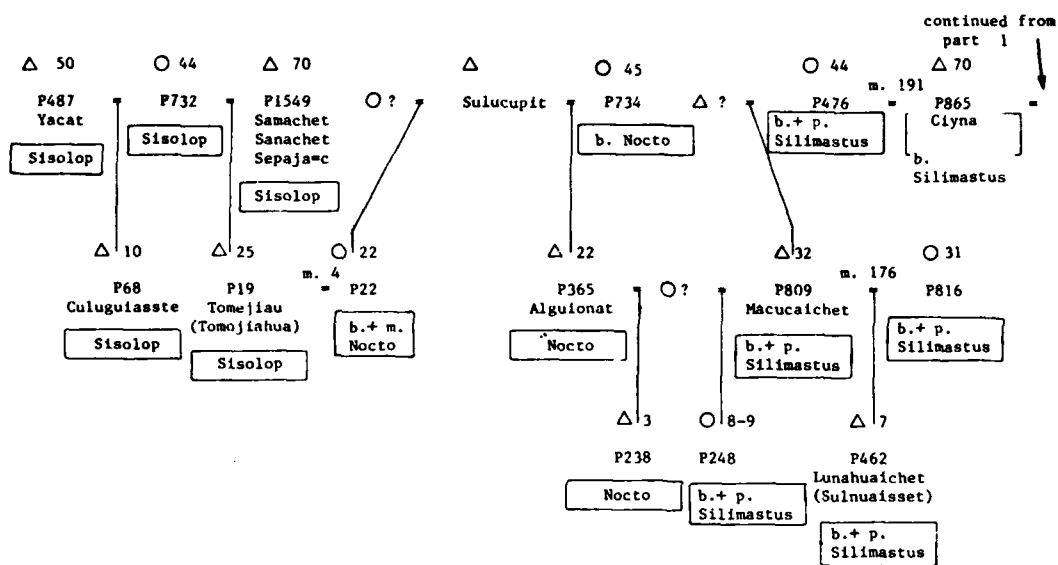 continued from
part 1
50
44
70
45
44
70
P487
P732
P1549
?
Sulucupit
P734
?
P476
m. 191
P865
Yacat
Samachet
Sanachet
Sepaja=c
Ciyna
Sisolop
Sisolop
Sisolop
b. Nocto
b.+ p.
Silimastus
b.
Silimastus
10
25
22
22
32
31
P68
P19
m. 4
P22
P365
?
P809
m. 176
P816
Culuguiasste
Tomejiau
(Tomojiahua)
Alguionat
Macucaichet
Sisolop
Sisolop
b.+ m.
Nocto
Nocto
b.+ p.
Silimastus
b.+ p.
Silimastus
3
8-9
7
P238
P248
P462
Lunahuaichet
(Sulnuaisset)
Nocto
b.+ p.
Silimastus
b.+ p.
Silimastus